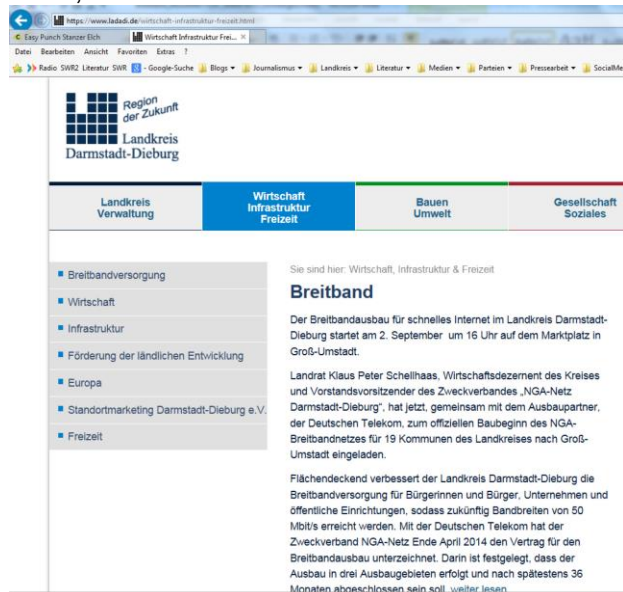 https://www.ladadi.de/wirtschaft-infrastruktur-freizeit.html
Easy Punch Stanzer Elch
Wirtschaft Infrastruktur Frei... ×
Datei Bearbeiten Ansicht Favoriten Extras ?
Radio SWR2 Literatur SWR - Google-Suche Blogs Journalismus Landkreis Literatur Medien Parteien Pressearbeit SocialMe
Region
der Zukunft
Landkreis
Darmstadt-Dieburg
Landkreis
Verwaltung
Wirtschaft
Infrastruktur
Freizeit
Bauen
Umwelt
Gesellschaft
Soziales
Breitbandversorgung
Wirtschaft
Infrastruktur
Förderung der ländlichen Entwicklung
Europa
Standortmarketing Darmstadt-Dieburg e.V.
Freizeit
Sie sind hier: Wirtschaft, Infrastruktur & Freizeit
Breitband
Der Breitbandausbau für schnelles Internet im Landkreis Darmstadt-
Dieburg startet am 2. September um 16 Uhr auf dem Marktplatz in
Groß-Umstadt.
Landrat Klaus Peter Schellhaas, Wirtschaftsdezernent des Kreises
und Vorstandsvorsitzender des Zweckverbandes „NGA-Netz
Darmstadt-Dieburg“, hat jetzt, gemeinsam mit dem Ausbaupartner,
der Deutschen Telekom, zum offiziellen Baubeginn des NGA-
Breitbandnetzes für 19 Kommunen des Landkreises nach Groß-
Umstadt eingeladen.
Flächendeckend verbessert der Landkreis Darmstadt-Dieburg die
Breitbandversorgung für Bürgerinnen und Bürger, Unternehmen und
öffentliche Einrichtungen, sodass zukünftig Bandbreiten von 50
Mbit/s erreicht werden. Mit der Deutschen Telekom hat der
Zweckverband NGA-Netz Ende April 2014 den Vertrag für den
Breitbandausbau unterzeichnet. Darin ist festgelegt, dass der
Ausbau in drei Ausbaugebieten erfolgt und nach spätestens 36
Monaten abgeschlossen sein soll. weiter lesen